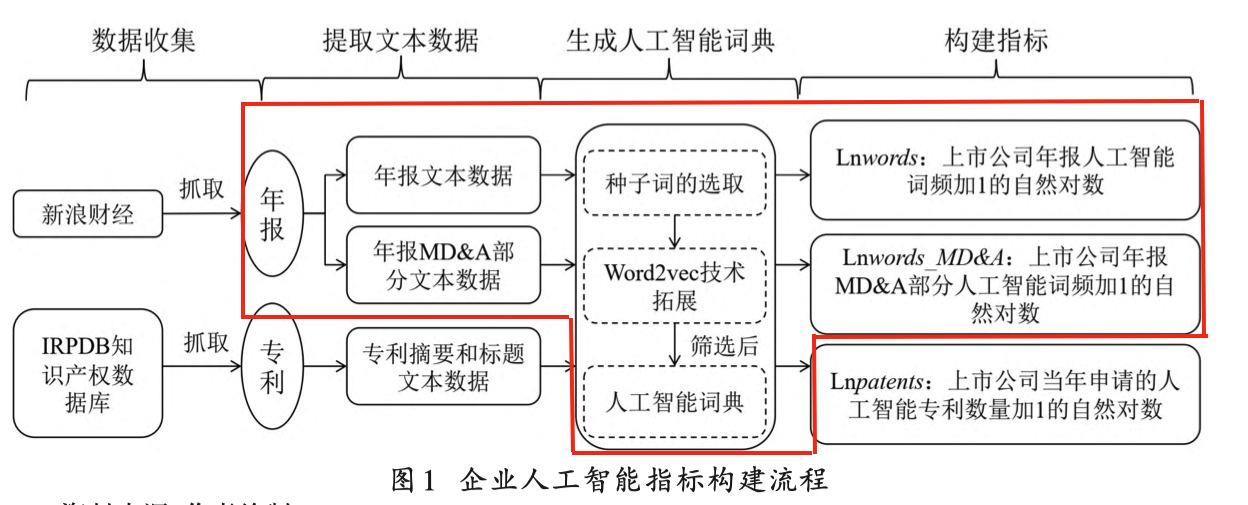 数据收集
提取文本数据
生成人工智能词典
构建指标
新浪财经
抓取
年
报
年报文本数据
年报MD&A部
分文本数据
种子词的选取
Word2vec技术
拓展
筛选后
人工智能词典
Lnwords：上市公司年报人工智能
词频加1的自然对数
Lnwords_MD&A：上市公司年报
MD&A部分人工智能词频加1的自
然对数
IRPDB知
识产权数
据库
抓取
专
利
专利摘要和标题
文本数据
Lnpatents：上市公司当年申请的人
工智能专利数量加1的自然对数
图1 企业人工智能指标构建流程